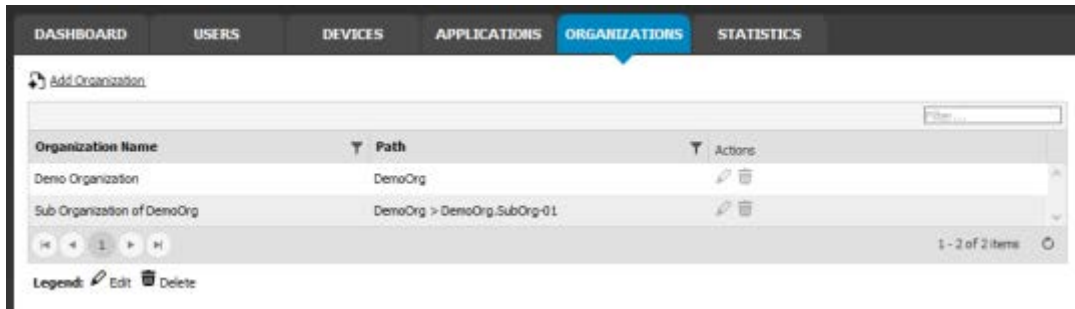 DASHBOARD USERS DEVICES APPLICATIONS ORGANIZATIONS STATISTICS
Add Organization
Filter...
Organization Name Path Actions
Demo Organization DemoOrg
Sub Organization of DemoOrg DemoOrg > DemoOrg.SubOrg-01
1 1 - 2 of 2 items
Legend: Edit Delete